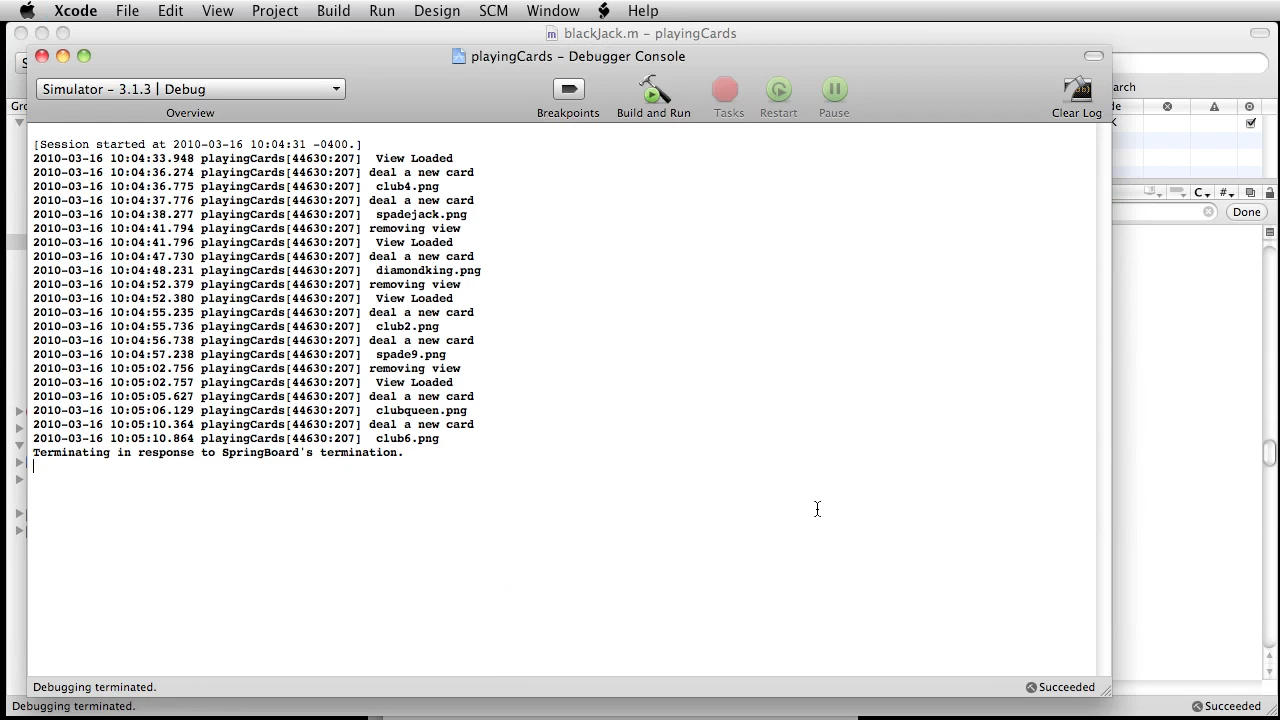 Xcode File Edit View Project Build Run Design SCM Window Help
blackJack.m – playingCards
playingCards – Debugger Console
Simulator – 3.1.3 | Debug
Overview Breakpoints Build and Run Tasks Restart Pause Clear Log
Done
[Session started at 2010-03-16 10:04:31 -0400.]
2010-03-16 10:04:33.948 playingCards[44630:207] View Loaded
2010-03-16 10:04:36.274 playingCards[44630:207] deal a new card
2010-03-16 10:04:36.775 playingCards[44630:207] club4.png
2010-03-16 10:04:37.776 playingCards[44630:207] deal a new card
2010-03-16 10:04:38.277 playingCards[44630:207] spadejack.png
2010-03-16 10:04:41.794 playingCards[44630:207] removing view
2010-03-16 10:04:41.796 playingCards[44630:207] View Loaded
2010-03-16 10:04:47.730 playingCards[44630:207] deal a new card
2010-03-16 10:04:48.231 playingCards[44630:207] diamondking.png
2010-03-16 10:04:52.379 playingCards[44630:207] removing view
2010-03-16 10:04:52.380 playingCards[44630:207] View Loaded
2010-03-16 10:04:55.235 playingCards[44630:207] deal a new card
2010-03-16 10:04:55.736 playingCards[44630:207] club2.png
2010-03-16 10:04:56.738 playingCards[44630:207] deal a new card
2010-03-16 10:04:57.238 playingCards[44630:207] spade9.png
2010-03-16 10:05:02.756 playingCards[44630:207] removing view
2010-03-16 10:05:02.757 playingCards[44630:207] View Loaded
2010-03-16 10:05:05.627 playingCards[44630:207] deal a new card
2010-03-16 10:05:06.129 playingCards[44630:207] clubqueen.png
2010-03-16 10:05:10.364 playingCards[44630:207] deal a new card
2010-03-16 10:05:10.864 playingCards[44630:207] club6.png
Terminating in response to SpringBoard's termination.
Debugging terminated. Succeeded
Debugging terminated. Succeeded